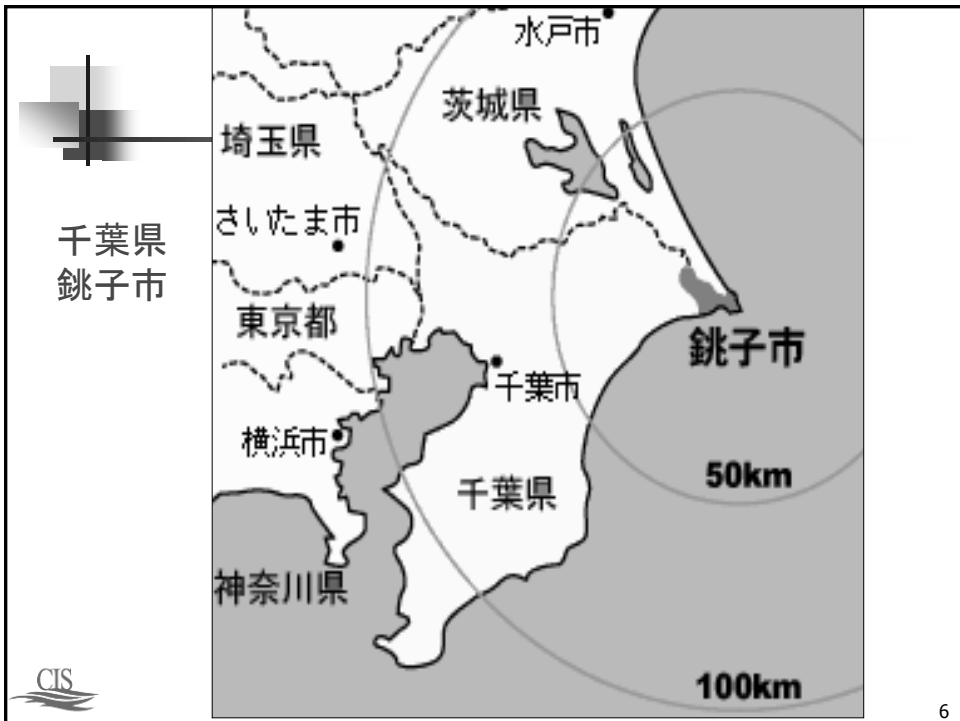 千葉県
銚子市
水戸市
茨城県
埼玉県
さいたま市
東京都
銚子市
千葉市
横浜市
50km
千葉県
神奈川県
100km
CIS
6